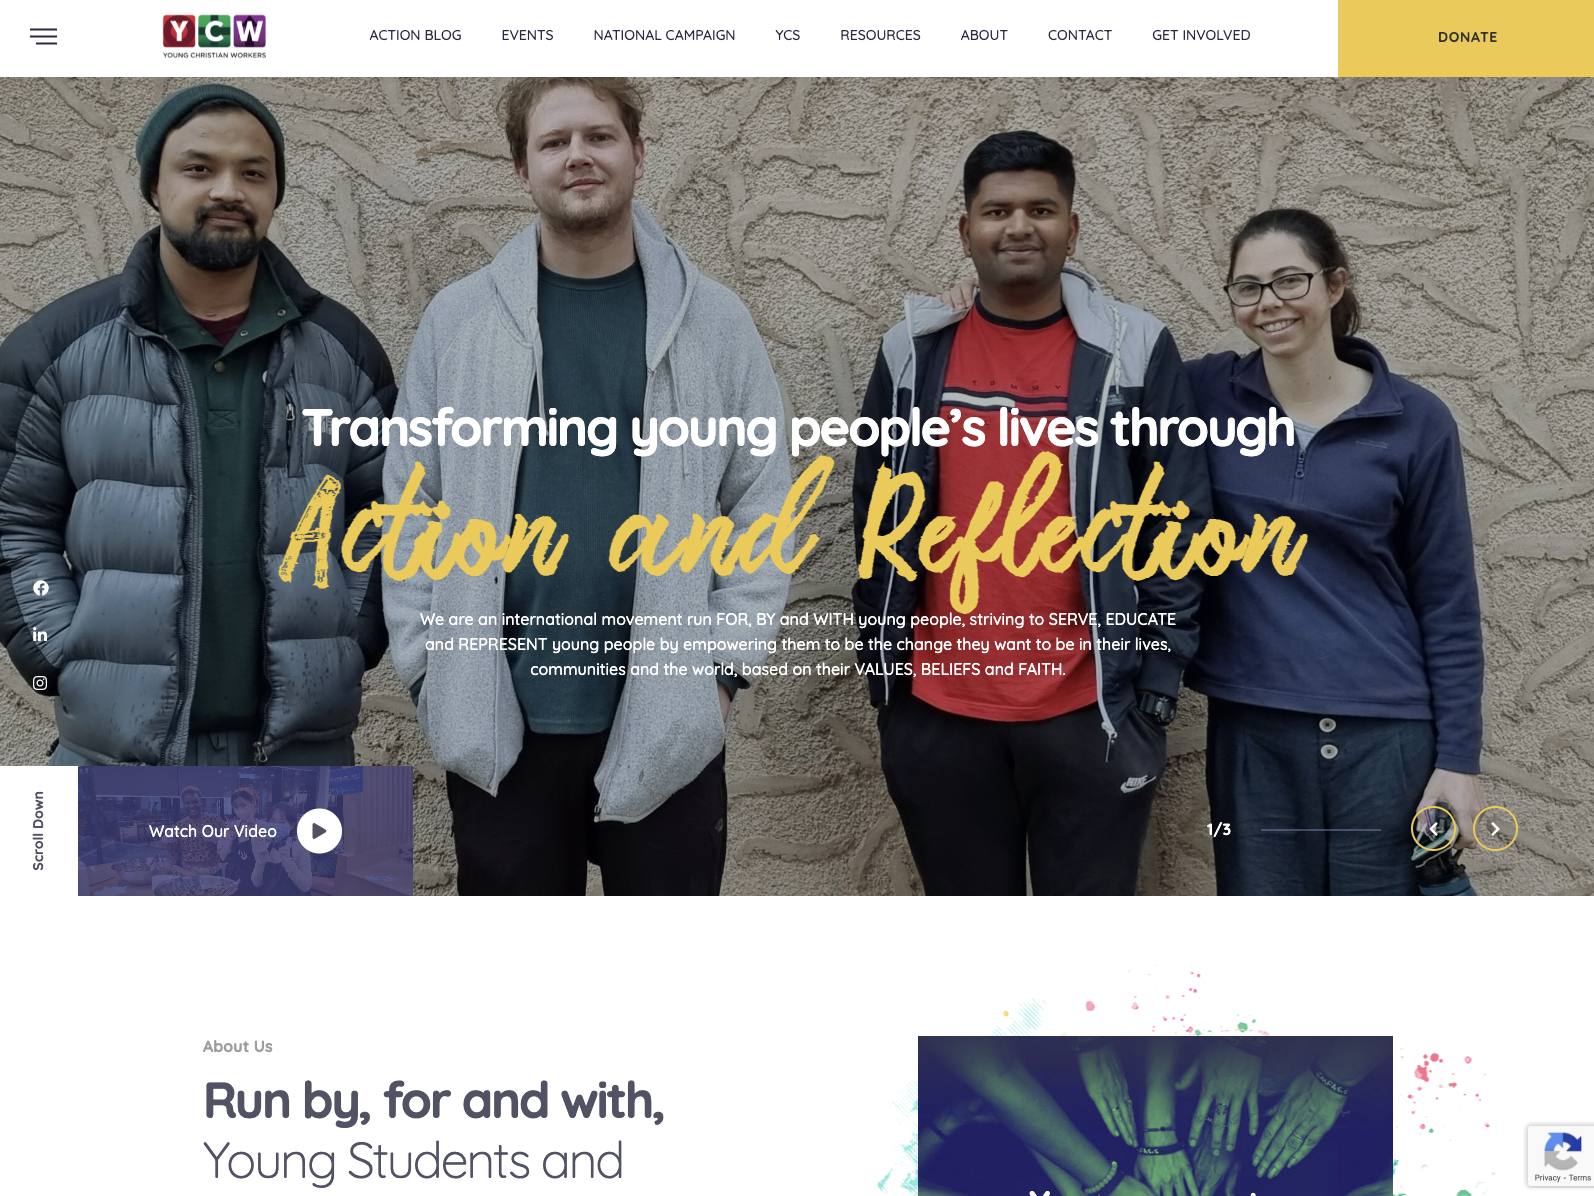 YCW
YOUNG CHRISTIAN WORKERS
ACTION BLOG
EVENTS
NATIONAL CAMPAIGN
YCS
RESOURCES
ABOUT
CONTACT
GET INVOLVED
DONATE
TOMMY
Transforming young people’s lives through
Action and Reflection
We are an international movement run FOR, BY and WITH young people, striving to SERVE, EDUCATE
and REPRESENT young people by empowering them to be the change they want to be in their lives,
communities and the world, based on their VALUES, BELIEFS and FAITH.
NIKE
Scroll Down
Watch Our Video
1/3
About Us
Run by, for and with,
Young Students and
Privacy - Terms